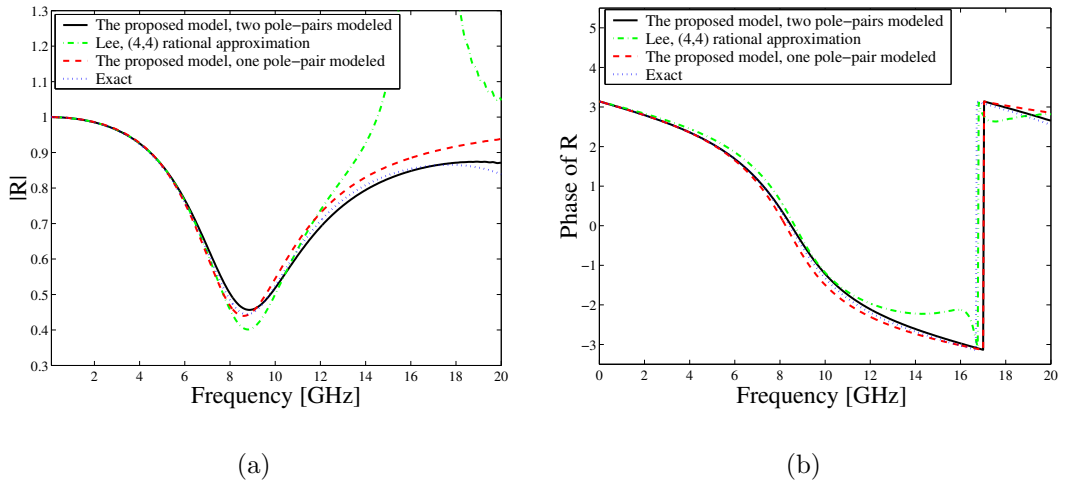 The proposed model, two pole−pairs modeled
Lee, (4,4) rational approximation
The proposed model, one pole−pair modeled
Exact
1.3
1.2
1.1
1
0.9
0.8
0.7
0.6
0.5
0.4
0.3
|R|
2 4 6 8 10 12 14 16 18 20
Frequency [GHz]
(a)
The proposed model, two pole−pairs modeled
Lee, (4,4) rational approximation
The proposed model, one pole−pair modeled
Exact
5
4
3
2
1
0
−1
−2
−3
Phase of R
0 2 4 6 8 10 12 14 16 18 20
Frequency [GHz]
(b)